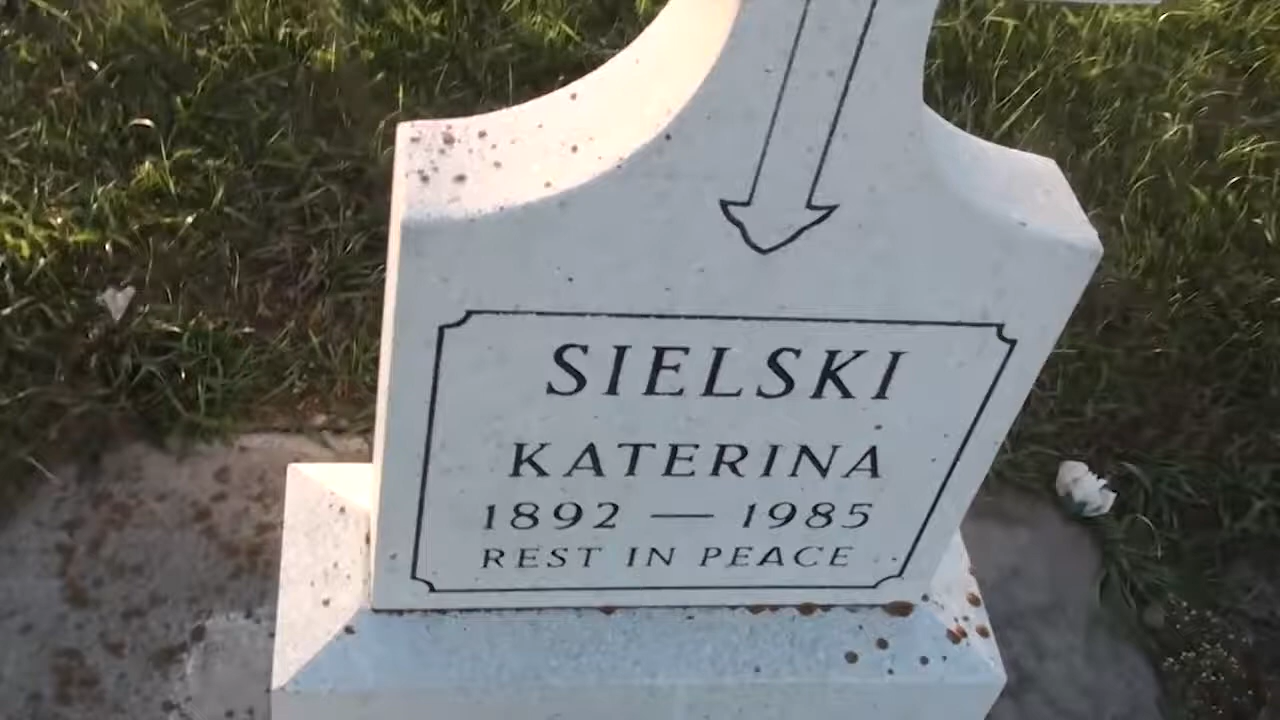 SIELSKI
KATERINA
1892 — 1985
REST IN PEACE